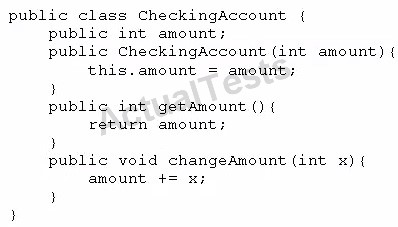 public class CheckingAccount {
    public int amount;
    public CheckingAccount(int amount){
        this.amount = amount;
    }
    public int getAmount(){
        return amount;
    }
    public void changeAmount(int x){
        amount += x;
    }
}
ActualTests